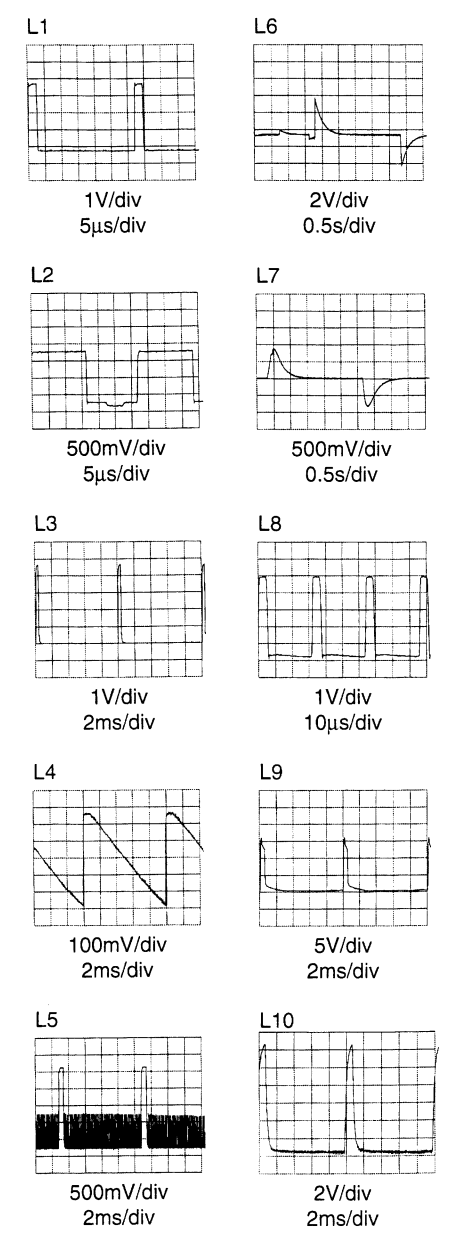 L1
1V/div
5µs/div
L2
500mV/div
5µs/div
L3
1V/div
2ms/div
L4
100mV/div
2ms/div
L5
500mV/div
2ms/div
L6
2V/div
0.5s/div
L7
500mV/div
0.5s/div
L8
1V/div
10µs/div
L9
5V/div
2ms/div
L10
2V/div
2ms/div